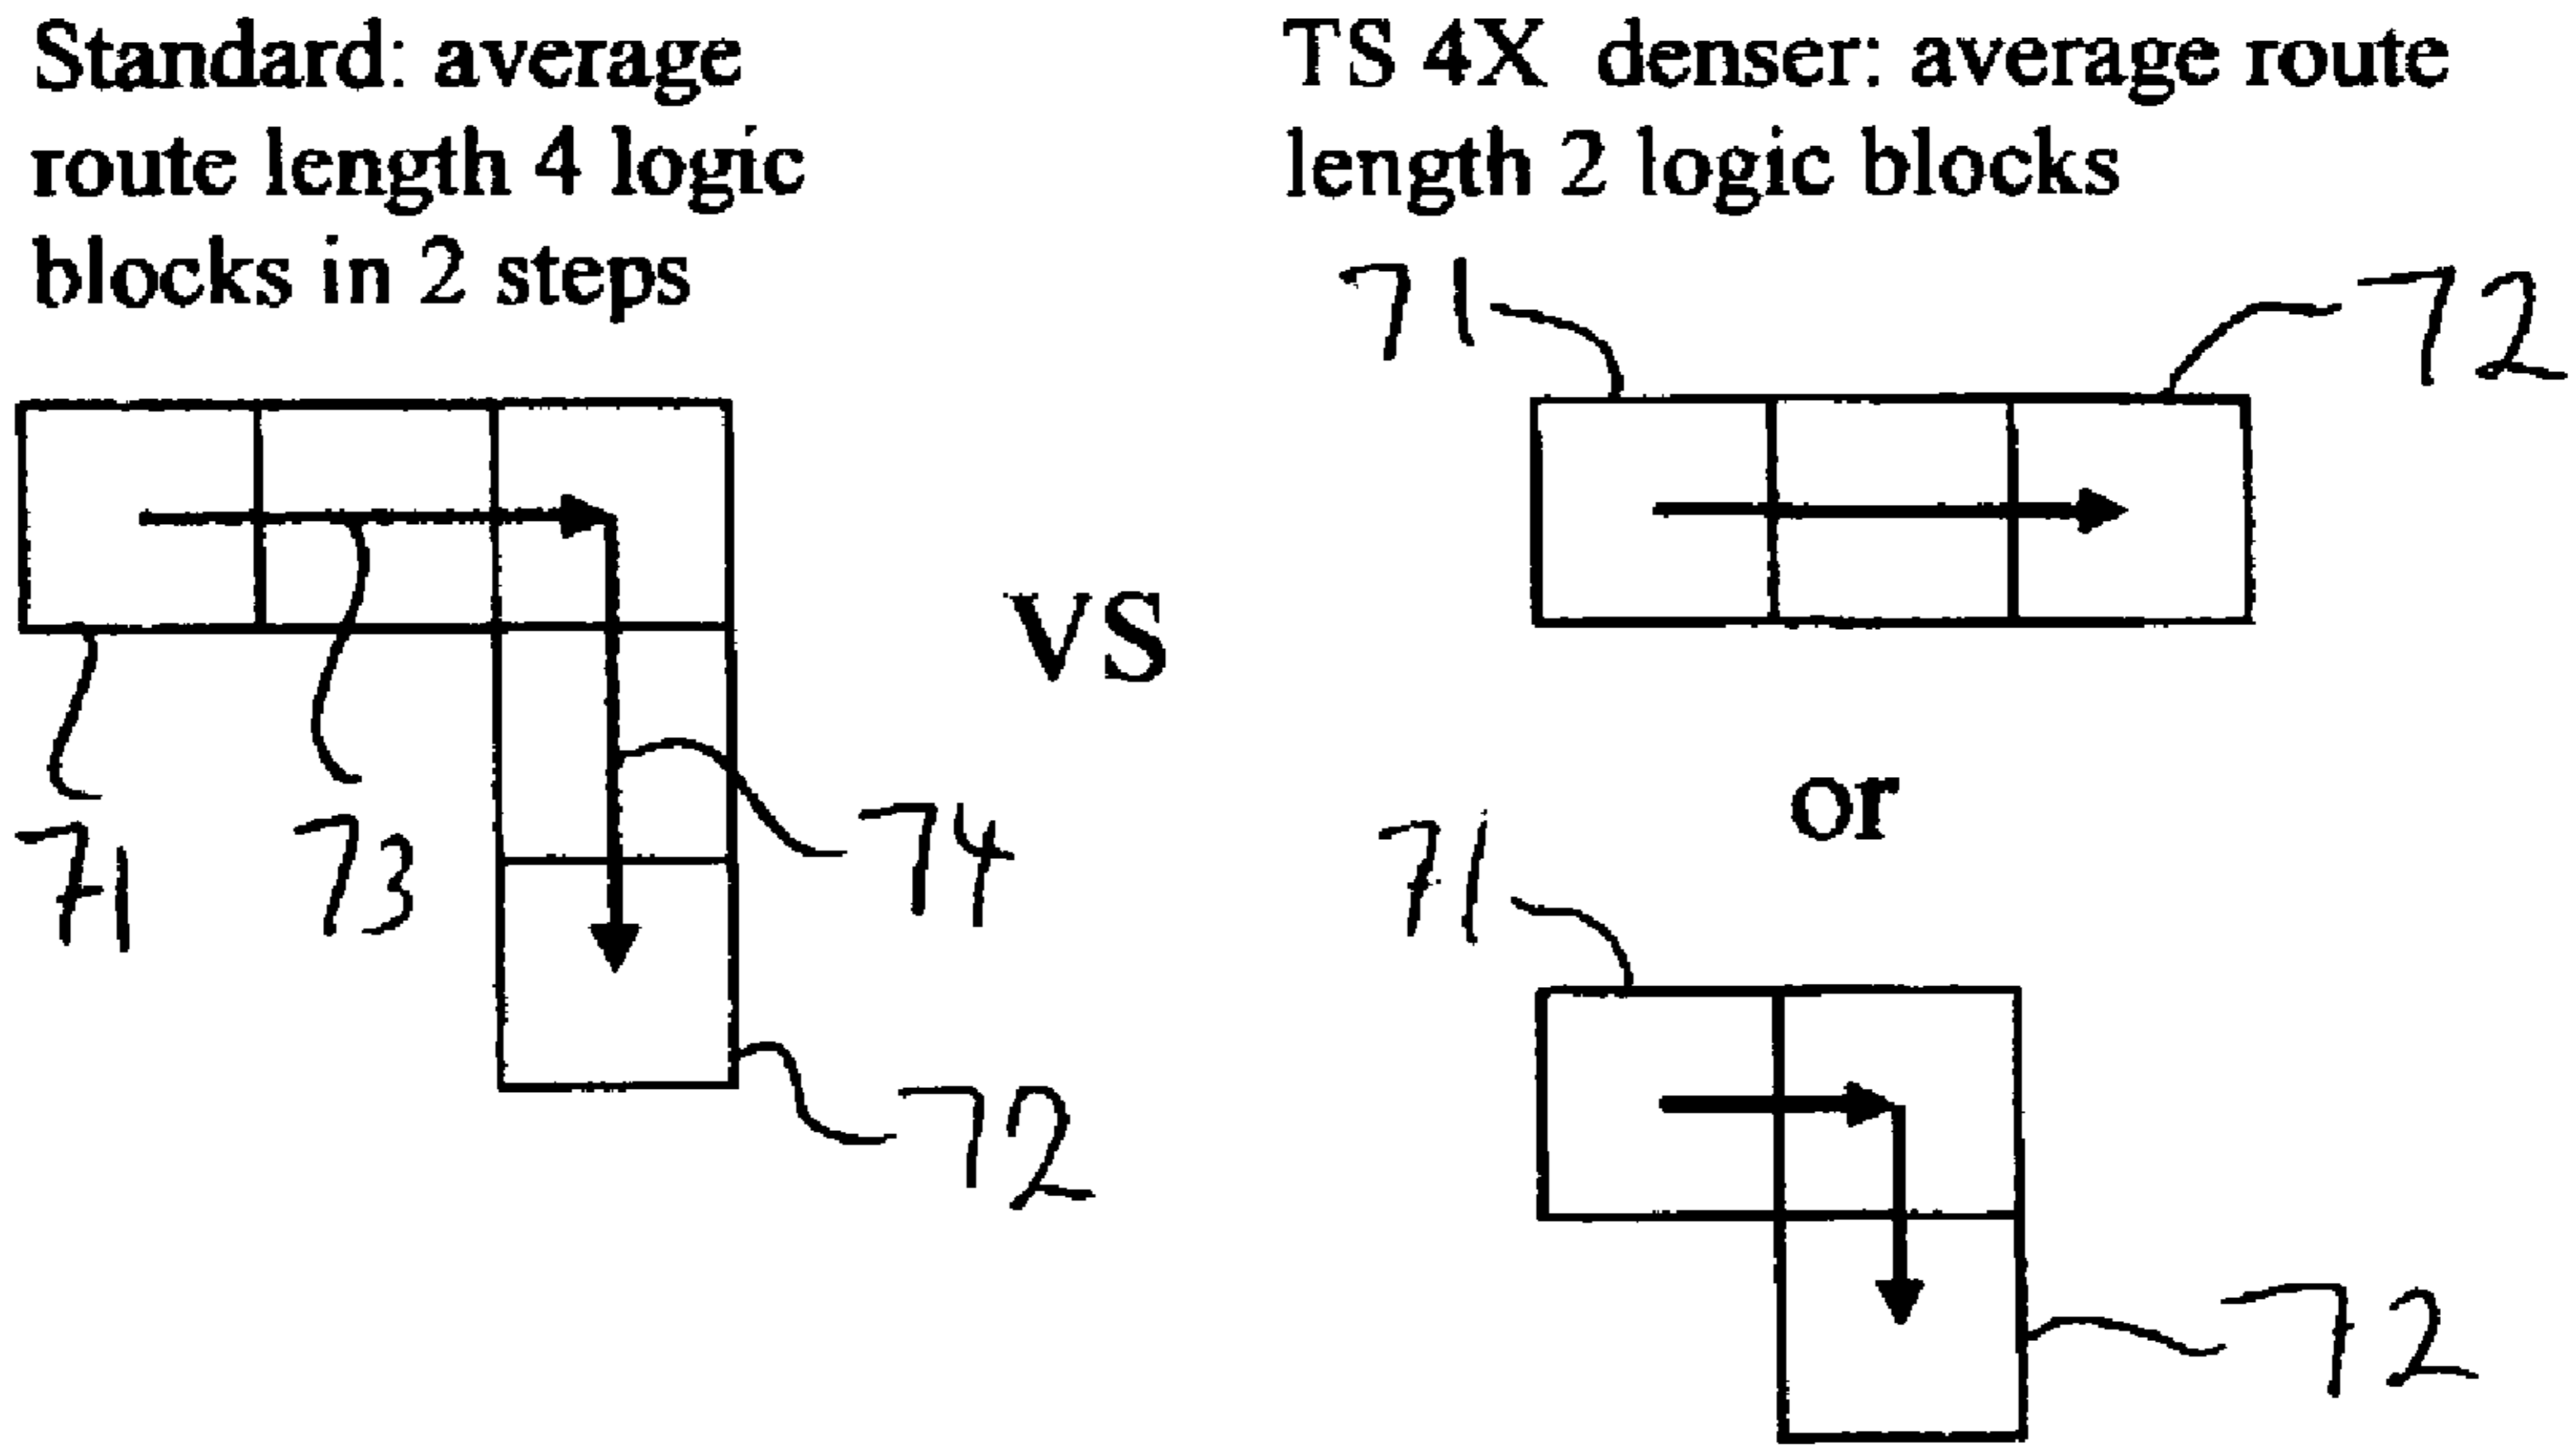 Standard: average
route length 4 logic
blocks in 2 steps
TS 4X denser: average route
length 2 logic blocks
71
72
VS
71
73
74
72
or
71
72